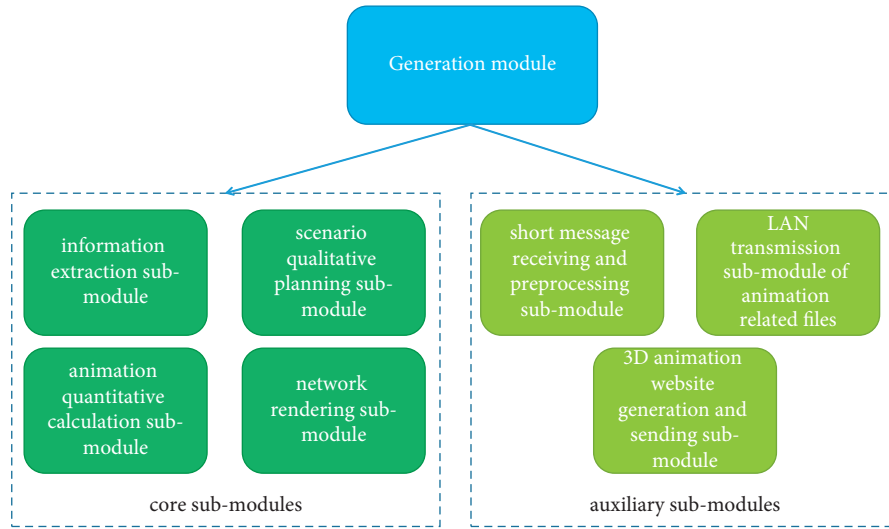 Generation module
information
extraction sub-
module
scenario
qualitative
planning sub-
module
animation
quantitative
calculation sub-
module
network
rendering sub-
module
core sub-modules
short message
receiving and
preprocessing
sub-module
LAN
transmission
sub-module of
animation
related files
3D animation
website
generation and
sending sub-
module
auxiliary sub-modules